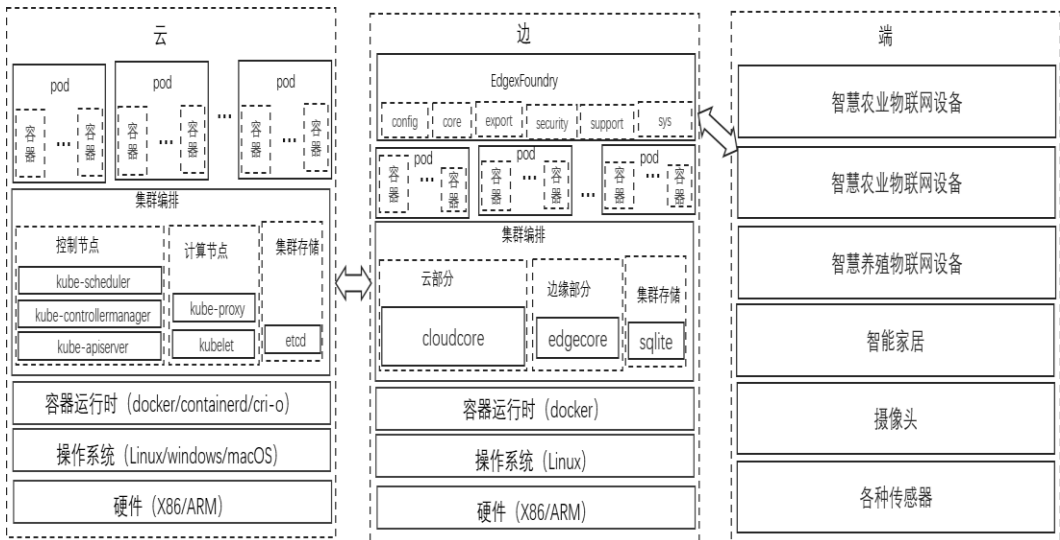 云
pod
容器
...
容器
pod
容器
...
容器
...
pod
容器
...
容器
集群编排
控制节点
kube-scheduler
kube-controllermanager
kube-apiserver
计算节点
kube-proxy
kubelet
集群存储
etcd
容器运行时（docker/containerd/cri-o）
操作系统（Linux/windows/macOS）
硬件（X86/ARM）
边
EdgexFoundry
config
core
export
security
support
sys
pod
容器
...
容器
pod
容器
...
容器
...
pod
容器
...
容器
集群编排
云部分
cloudcore
边缘部分
edgecore
集群存储
sqlite
容器运行时（docker）
操作系统（Linux）
硬件（X86/ARM）
端
智慧农业物联网设备
智慧农业物联网设备
智慧养殖物联网设备
智能家居
摄像头
各种传感器